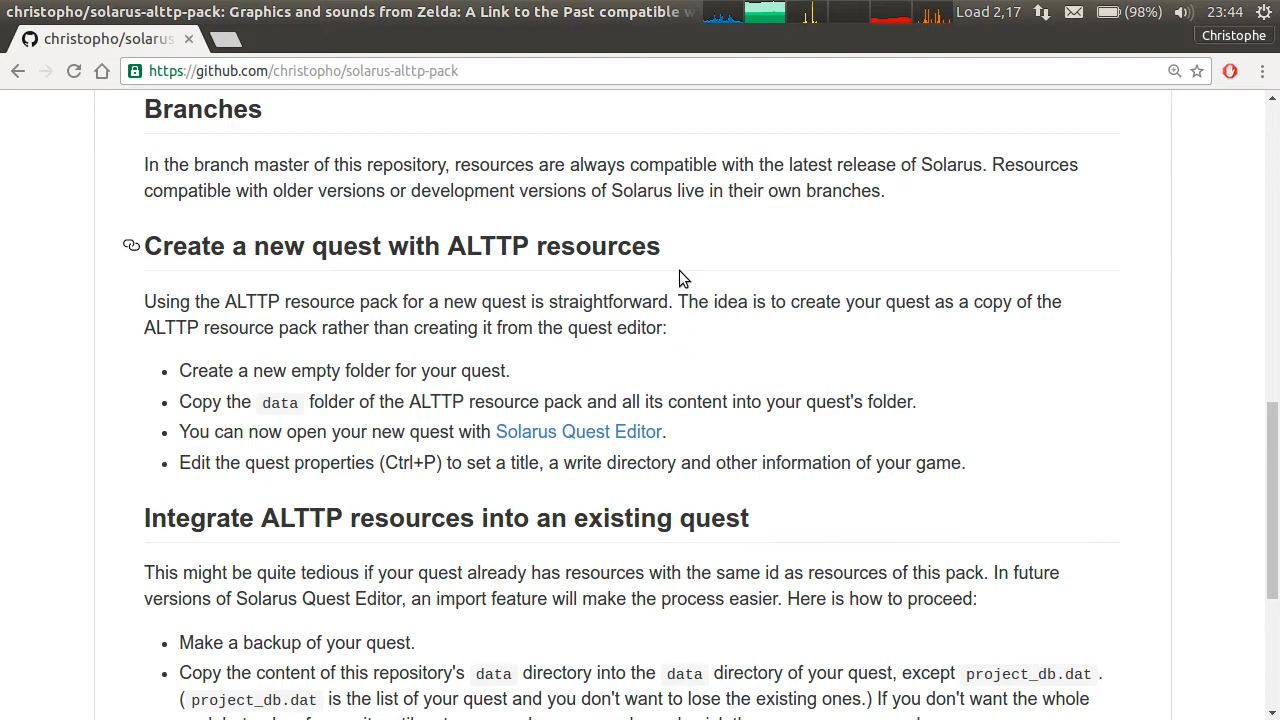 christopho/solarus-alttp-pack: Graphics and sounds from Zelda: A Link to the Past compatible w
Load 2,17 (98%) 23:44
christopho/solarus
Christophe
https://github.com/christopho/solarus-alttp-pack
Branches
In the branch master of this repository, resources are always compatible with the latest release of Solarus. Resources
compatible with older versions or development versions of Solarus live in their own branches.
Create a new quest with ALTTP resources
Using the ALTTP resource pack for a new quest is straightforward. The idea is to create your quest as a copy of the
ALTTP resource pack rather than creating it from the quest editor:
• Create a new empty folder for your quest.
• Copy the data folder of the ALTTP resource pack and all its content into your quest's folder.
• You can now open your new quest with Solarus Quest Editor.
• Edit the quest properties (Ctrl+P) to set a title, a write directory and other information of your game.
Integrate ALTTP resources into an existing quest
This might be quite tedious if your quest already has resources with the same id as resources of this pack. In future
versions of Solarus Quest Editor, an import feature will make the process easier. Here is how to proceed:
• Make a backup of your quest.
• Copy the content of this repository's data directory into the data directory of your quest, except project_db.dat.
(project_db.dat is the list of your quest and you don't want to lose the existing ones.) If you don't want the whole